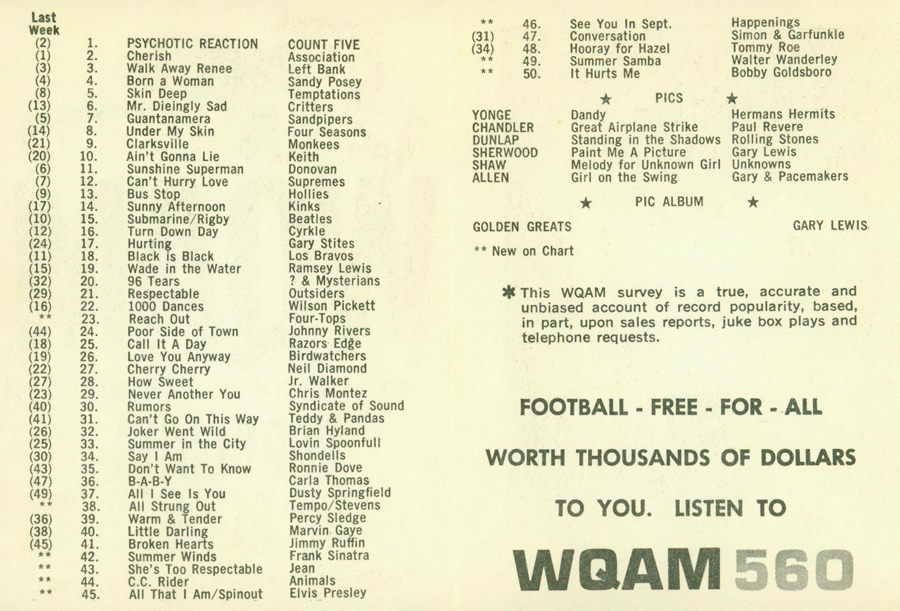 Last
Week
(2) 1. PSYCHOTIC REACTION COUNT FIVE
(1) 2. Cherish Association
(3) 3. Walk Away Renee Left Bank
(4) 4. Born a Woman Sandy Posey
(8) 5. Skin Deep Temptations
(13) 6. Mr. Dieingly Sad Critters
(5) 7. Guantanamera Sandpipers
(14) 8. Under My Skin Four Seasons
(21) 9. Clarksville Monkees
(20) 10. Ain't Gonna Lie Keith
(6) 11. Sunshine Superman Donovan
(7) 12. Can't Hurry Love Supremes
(9) 13. Bus Stop Hollies
(17) 14. Sunny Afternoon Kinks
(10) 15. Submarine/Rigby Beatles
(12) 16. Turn Down Day Cyrkle
(24) 17. Hurting Gary Stites
(11) 18. Black is Black Los Bravos
(15) 19. Wade in the Water Ramsey Lewis
(32) 20. 96 Tears ? & Mysterians
(29) 21. Respectable Outsiders
(16) 22. 1000 Dances Wilson Pickett
** 23. Reach Out Four-Tops
(44) 24. Poor Side of Town Johnny Rivers
(18) 25. Call It A Day Razors Edge
(19) 26. Love You Anyway Birdwatchers
(22) 27. Cherry Cherry Neil Diamond
(27) 28. How Sweet Jr. Walker
(23) 29. Never Another You Chris Montez
(40) 30. Rumors Syndicate of Sound
(41) 31. Can't Go On This Way Teddy & Pandas
(26) 32. Joker Went Wild Brian Hyland
(25) 33. Summer in the City Lovin Spoonfull
(30) 34. Say I Am Shondells
(43) 35. Don't Want To Know Ronnie Dove
(47) 36. B-A-B-Y Carla Thomas
(49) 37. All I See Is You Dusty Springfield
** 38. All Strung Out Tempo/Stevens
(36) 39. Warm & Tender Percy Sledge
(38) 40. Little Darling Marvin Gaye
(45) 41. Broken Hearts Jimmy Ruffin
** 42. Summer Winds Frank Sinatra
** 43. She's Too Respectable Jean
** 44. C.C. Rider Animals
** 45. All That I Am/Spinout Elvis Presley
** 46. See You In Sept. Happenings
(31) 47. Conversation Simon & Garfunkle
(34) 48. Hooray for Hazel Tommy Roe
** 49. Summer Samba Walter Wanderley
** 50. It Hurts Me Bobby Goldsboro
★ PICS ★
YONGE Dandy Hermans Hermits
CHANDLER Great Airplane Strike Paul Revere
DUNLAP Standing in the Shadows Rolling Stones
SHERWOOD Paint Me A Picture Gary Lewis
SHAW Melody for Unknown Girl Unknowns
ALLEN Girl on the Swing Gary & Pacemakers
★ PIC ALBUM ★
GOLDEN GREATS GARY LEWIS
** New on Chart
* This WQAM survey is a true, accurate and
unbiased account of record popularity, based,
in part, upon sales reports, juke box plays and
telephone requests.
FOOTBALL - FREE - FOR - ALL
WORTH THOUSANDS OF DOLLARS
TO YOU. LISTEN TO
WQAM 560